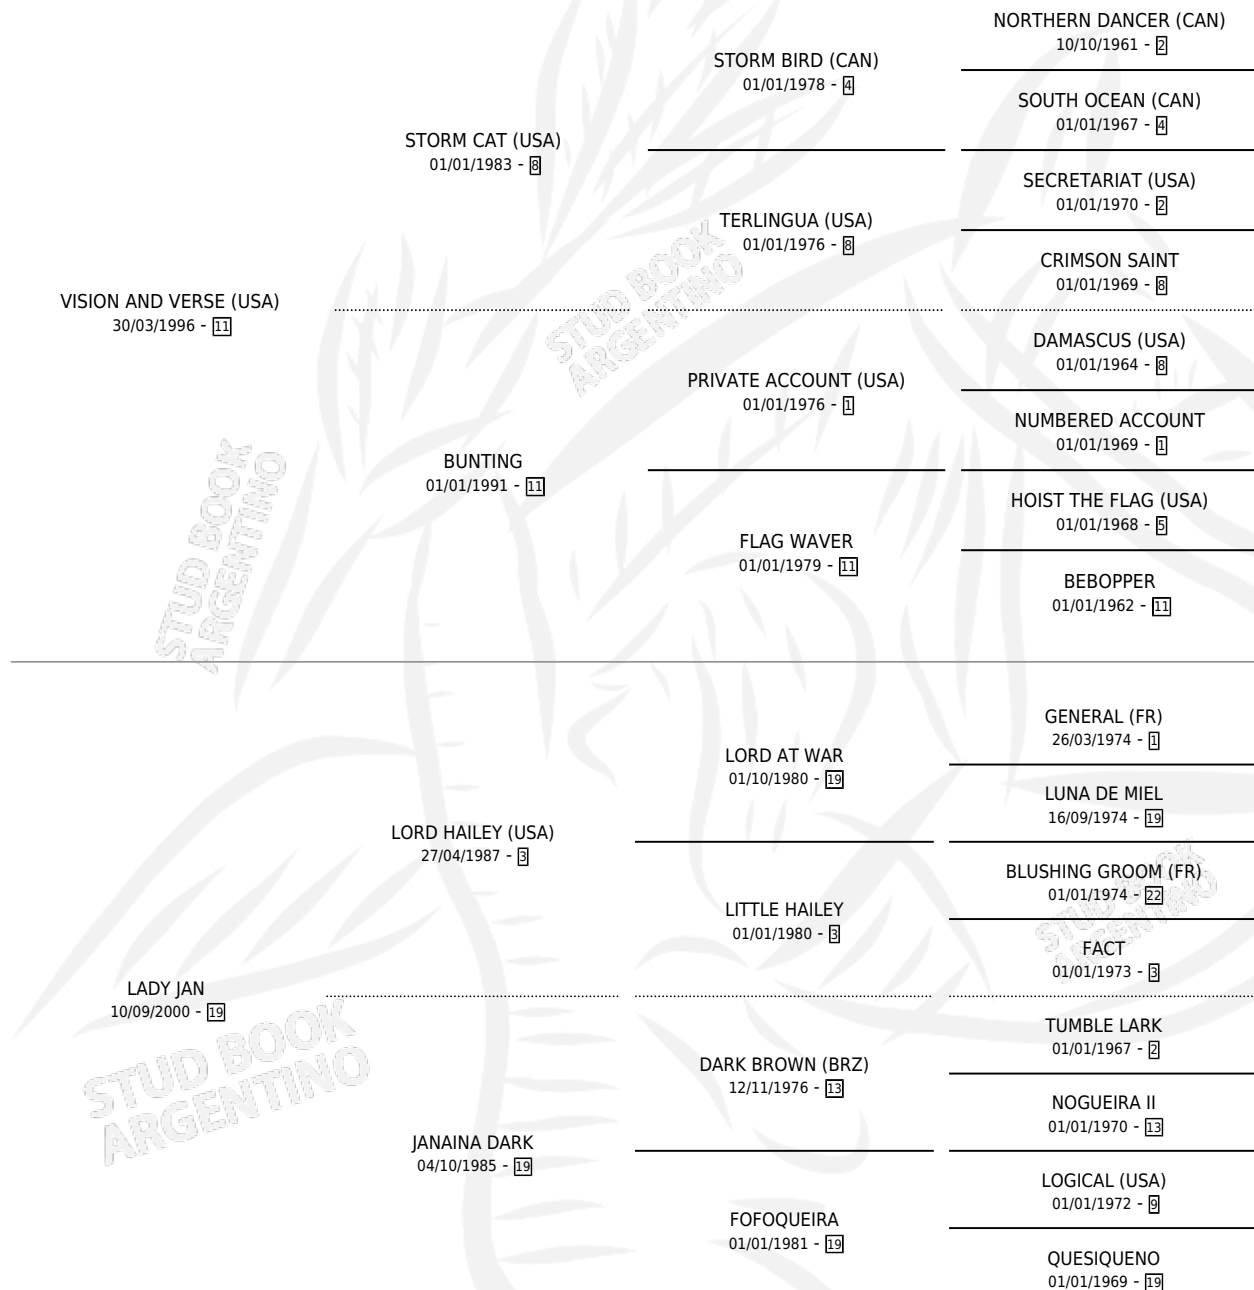 NORTHERN DANCER (CAN)
10/10/1961 - 2
STORM BIRD (CAN)
01/01/1978 - 4
SOUTH OCEAN (CAN)
01/01/1967 - 4
STORM CAT (USA)
01/01/1983 - 8
SECRETARIAT (USA)
01/01/1970 - 2
TERLINGUA (USA)
01/01/1976 - 8
CRIMSON SAINT
01/01/1969 - 8
VISION AND VERSE (USA)
30/03/1996 - 11
STUD BOOK
ARGENTINO
DAMASCUS (USA)
01/01/1964 - 8
PRIVATE ACCOUNT (USA)
01/01/1976 - 1
NUMBERED ACCOUNT
01/01/1969 - 1
BUNTING
01/01/1991 - 11
HOIST THE FLAG (USA)
01/01/1968 - 5
FLAG WAVER
01/01/1979 - 11
BEBOPPER
01/01/1962 - 11
STUD BOOK
ARGENTINO
GENERAL (FR)
26/03/1974 - 1
LORD AT WAR
01/10/1980 - 19
LUNA DE MIEL
16/09/1974 - 19
LORD HAILEY (USA)
27/04/1987 - 3
BLUSHING GROOM (FR)
01/01/1974 - 22
STUD BOOK
ARGENTINO
LITTLE HAILEY
01/01/1980 - 3
FACT
01/01/1973 - 3
LADY JAN
10/09/2000 - 19
STUD BOOK
ARGENTINO
TUMBLE LARK
01/01/1967 - 2
DARK BROWN (BRZ)
12/11/1976 - 13
NOGUEIRA II
01/01/1970 - 13
JANAINA DARK
04/10/1985 - 19
LOGICAL (USA)
01/01/1972 - 9
FOFOQUEIRA
01/01/1981 - 19
QUESIQUENO
01/01/1969 - 19